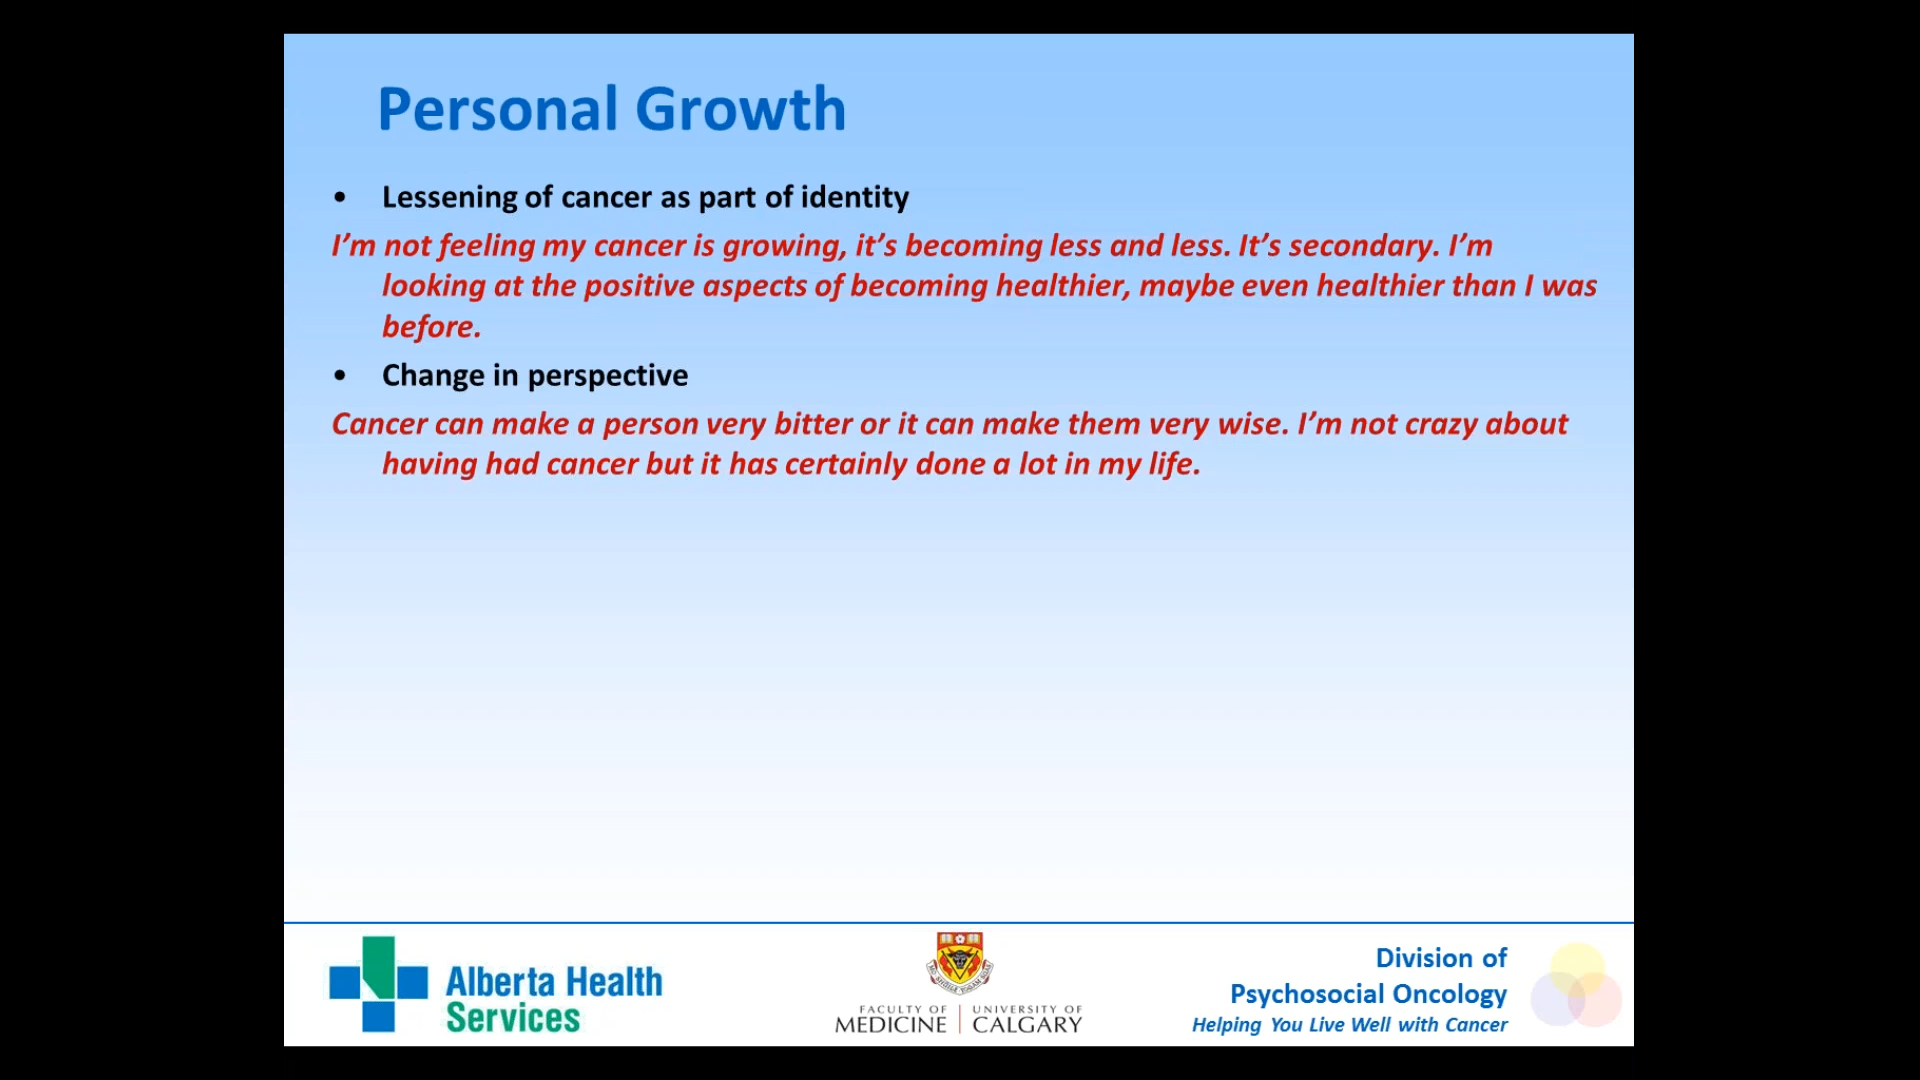 Personal Growth
• Lessening of cancer as part of identity
I’m not feeling my cancer is growing, it’s becoming less and less. It’s secondary. I’m
looking at the positive aspects of becoming healthier, maybe even healthier than I was
before.
• Change in perspective
Cancer can make a person very bitter or it can make them very wise. I’m not crazy about
having had cancer but it has certainly done a lot in my life.
Alberta Health
Services
FACULTY OF
MEDICINE
UNIVERSITY OF
CALGARY
Division of
Psychosocial Oncology
Helping You Live Well with Cancer